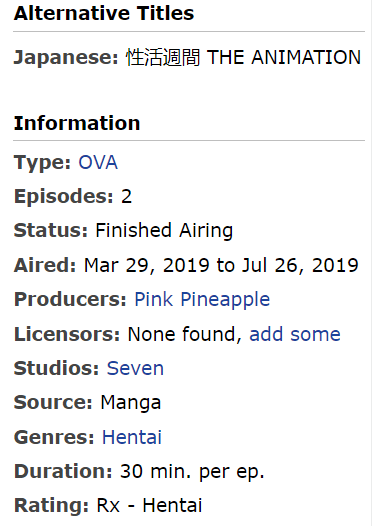 Alternative Titles
Japanese: 性活週間 THE ANIMATION
Information
Type: OVA
Episodes: 2
Status: Finished Airing
Aired: Mar 29, 2019 to Jul 26, 2019
Producers: Pink Pineapple
Licensors: None found, add some
Studios: Seven
Source: Manga
Genres: Hentai
Duration: 30 min. per ep.
Rating: Rx - Hentai